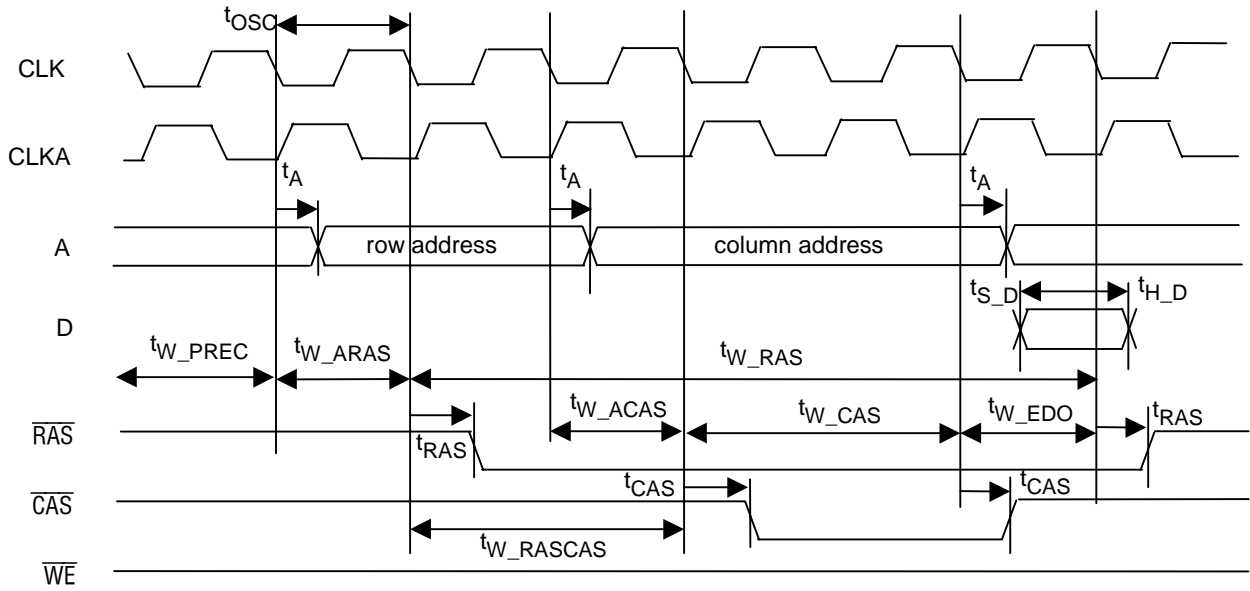 tOSC
CLK
CLKA
tA tA tA
A row address column address
tS_D tH_D
D
tW_PREC tW_ARAS tW_RAS
tW_ACAS tW_CAS tW_EDO tRAS
RAS tRAS
tCAS tCAS
CAS
tW_RASCAS
WE